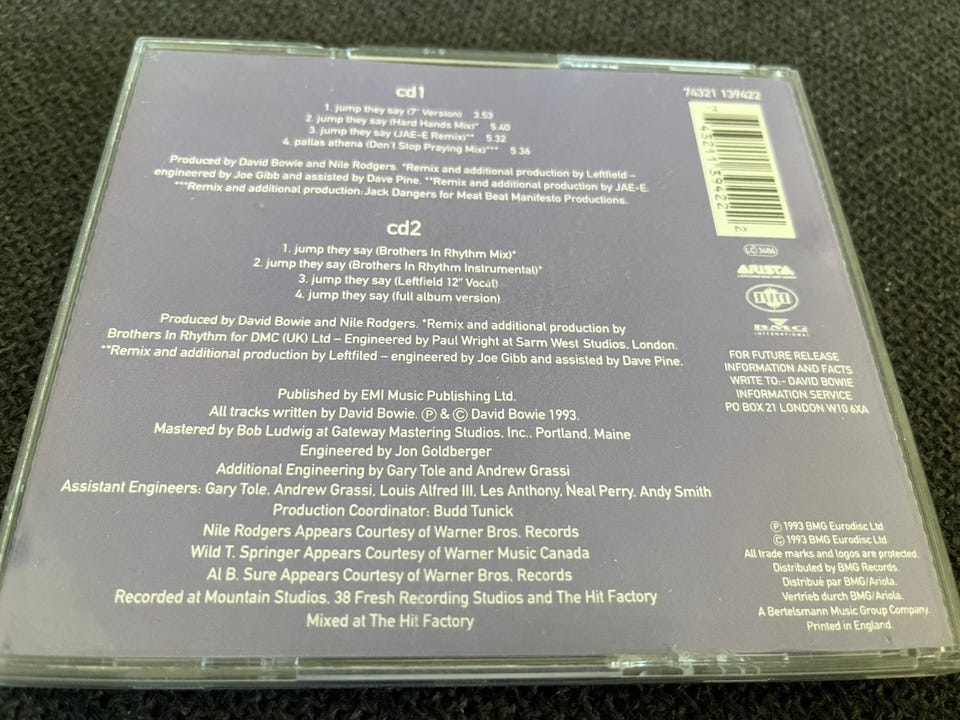 cd1
1. jump they say (7" Version) 3.53
2. jump they say (Hard Hands Mix)* 5.40
3. jump they say (JAE-E Remix)** 5.32
4. pallas athena (Don't Stop Praying Mix)*** 5.36
Produced by David Bowie and Nile Rodgers. *Remix and additional production by Leftfield –
engineered by Joe Gibb and assisted by Dave Pine. **Remix and additional production by JAE-E.
***Remix and additional production: Jack Dangers for Meat Beat Manifesto Productions.
cd2
1. jump they say (Brothers In Rhythm Mix)*
2. jump they say (Brothers In Rhythm Instrumental)*
3. jump they say (Leftfield 12" Vocal)
4. jump they say (full album version)
Produced by David Bowie and Nile Rodgers. *Remix and additional production by
Brothers In Rhythm for DMC (UK) Ltd – Engineered by Paul Wright at Sarm West Studios, London.
**Remix and additional production by Leftfiled – engineered by Joe Gibb and assisted by Dave Pine.
Published by EMI Music Publishing Ltd.
All tracks written by David Bowie. ℗ & © David Bowie 1993.
Mastered by Bob Ludwig at Gateway Mastering Studios, Inc., Portland, Maine
Engineered by Jon Goldberger
Additional Engineering by Gary Tole and Andrew Grassi
Assistant Engineers: Gary Tole, Andrew Grassi, Louis Alfred III, Les Anthony, Neal Perry, Andy Smith
Production Coordinator: Budd Tunick
Nile Rodgers Appears Courtesy of Warner Bros. Records
Wild T. Springer Appears Courtesy of Warner Music Canada
Al B. Sure Appears Courtesy of Warner Bros. Records
Recorded at Mountain Studios, 38 Fresh Recording Studios and The Hit Factory
Mixed at The Hit Factory
74321 139422
7 43211 39422 2
LC 3484
ARISTA
BMG
INTERNATIONAL
FOR FUTURE RELEASE
INFORMATION AND FACTS
WRITE TO:- DAVID BOWIE
INFORMATION SERVICE
PO BOX 21 LONDON W10 6XA
℗ 1993 BMG Eurodisc Ltd
© 1993 BMG Eurodisc Ltd
All trade marks and logos are protected.
Distributed by BMG Records.
Distribué par BMG/Ariola.
Vertrieb durch BMG/Ariola.
A Bertelsmann Music Group Company.
Printed in England.